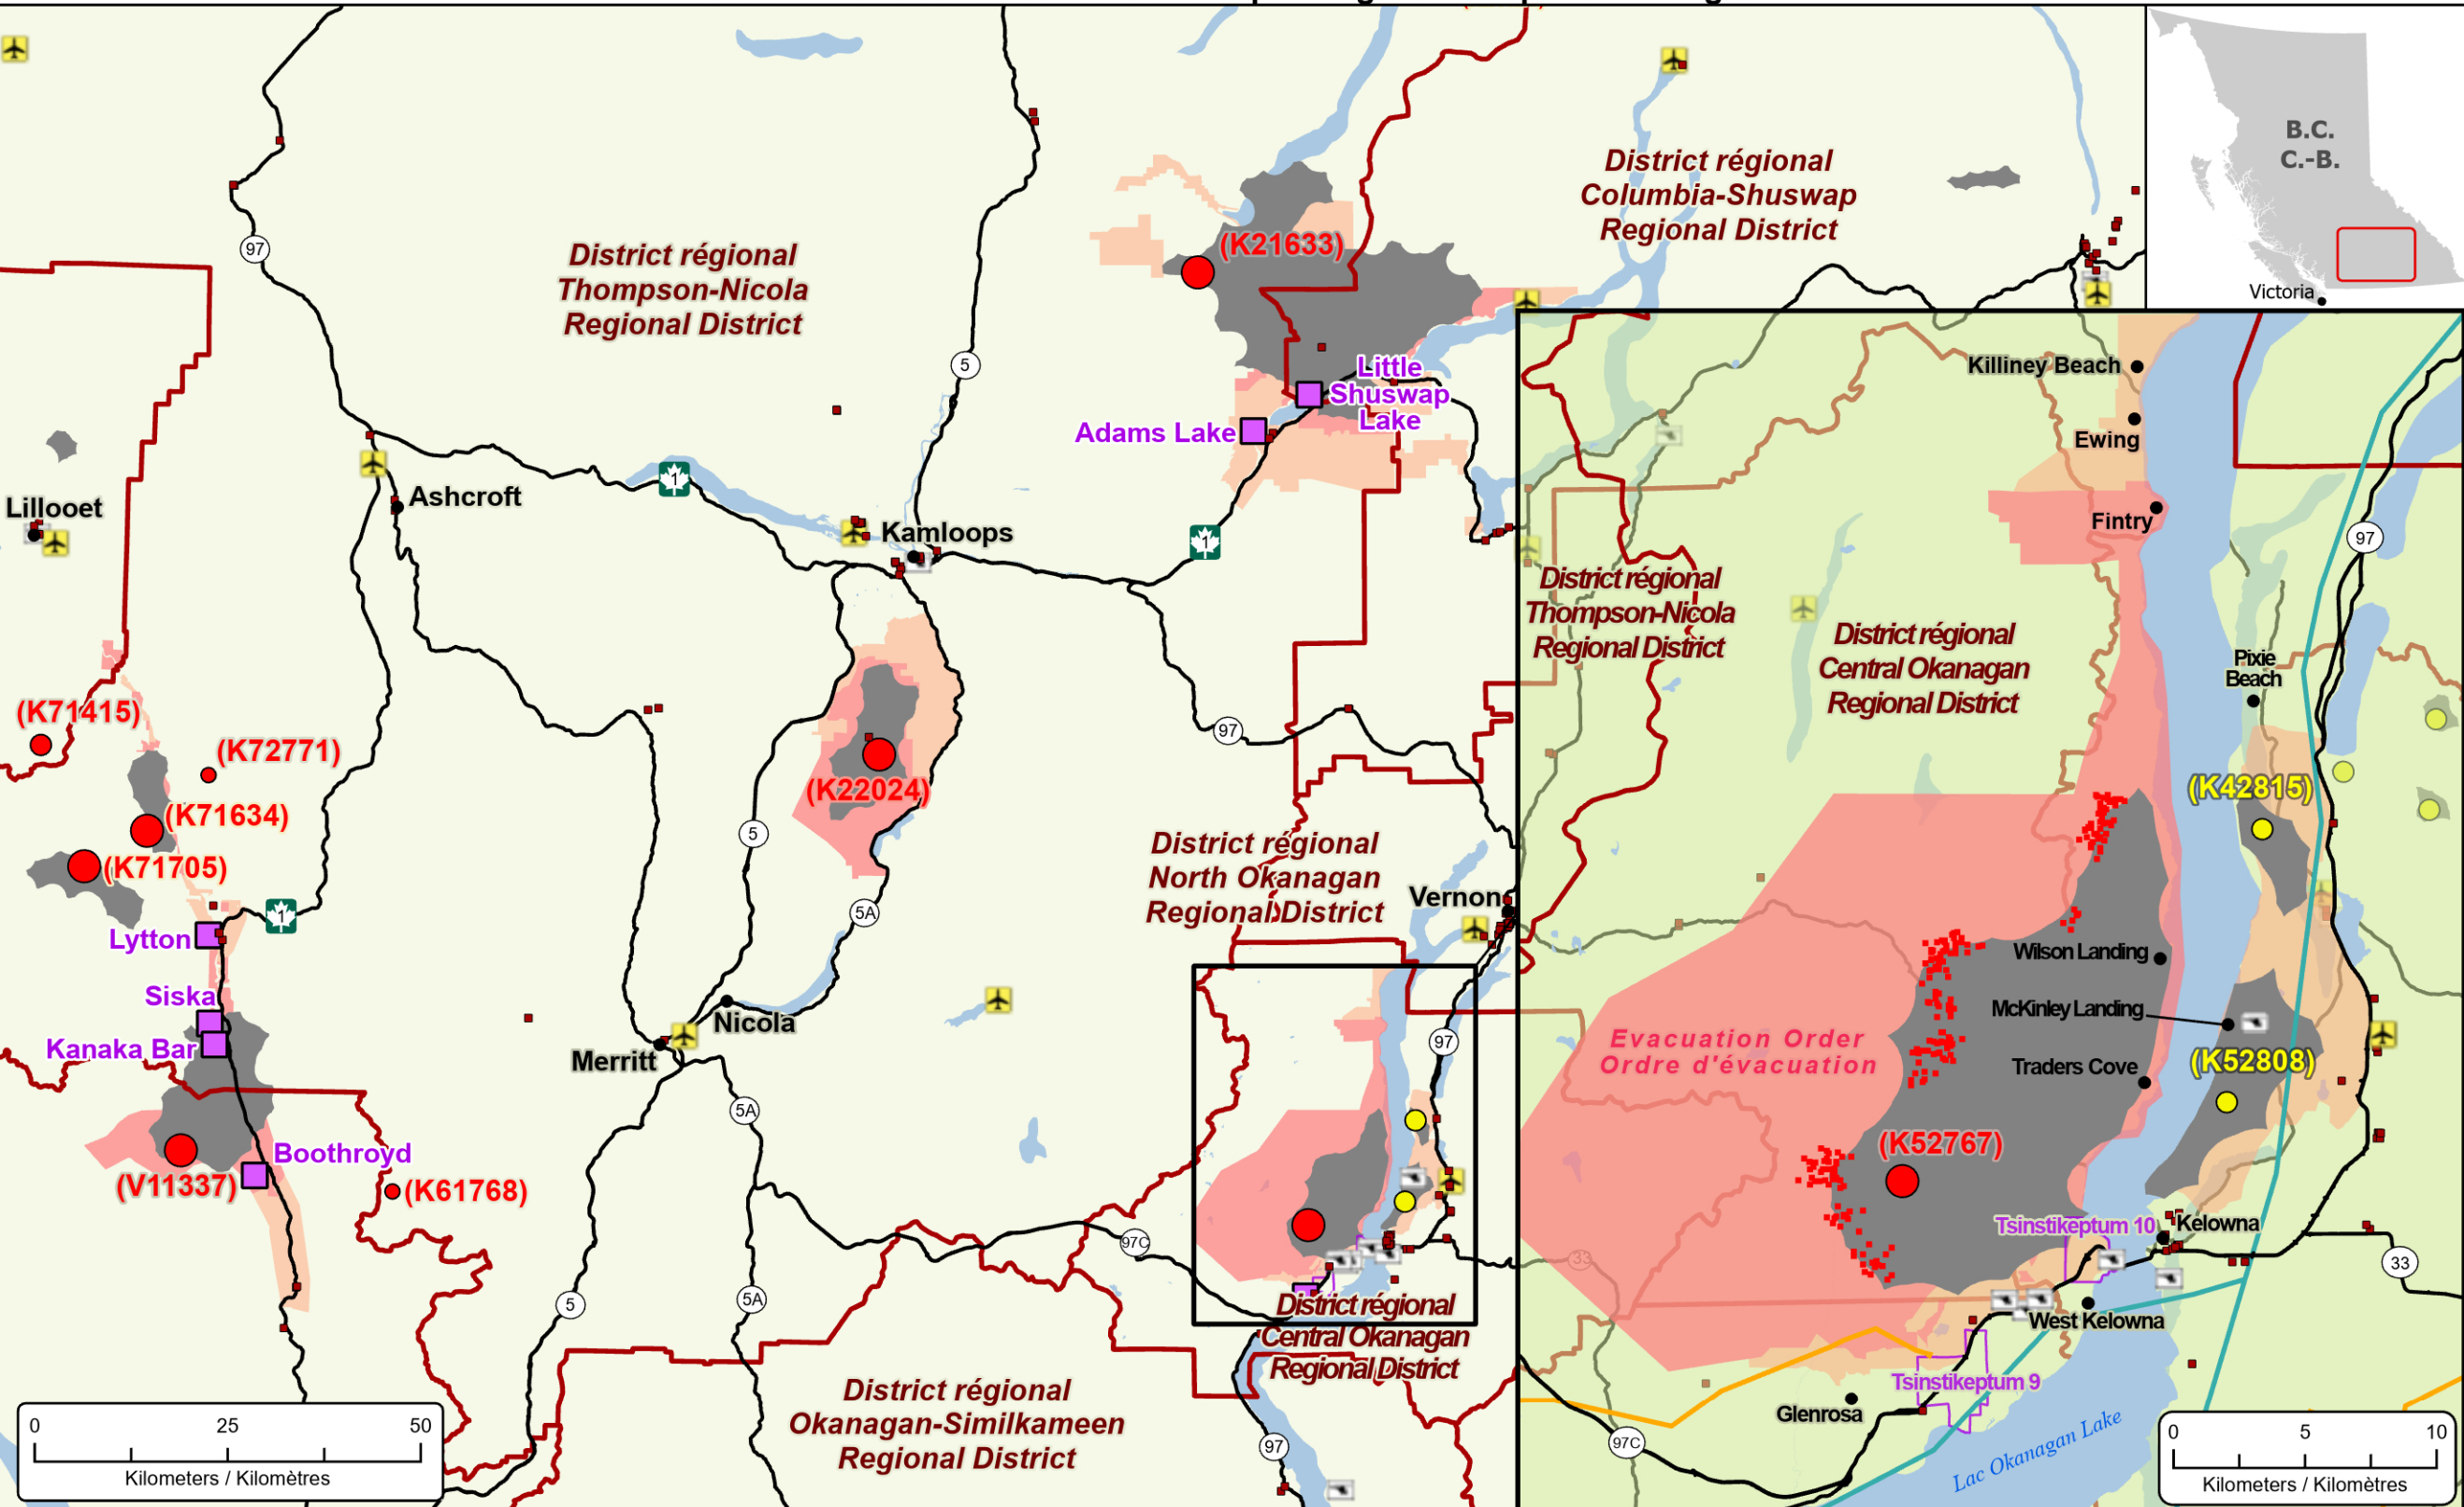 B.C.
C.-B.
Victoria
District régional
Columbia-Shuswap
Regional District
(K21633)
97
District régional
Thompson-Nicola
Regional District
5
Little
Shuswap
Lake
Adams Lake
1
Lillooet
Ashcroft
Kamloops
1
(K71415)
(K72771)
(K71634)
(K71705)
(K22024)
5
97
1
5A
Lytton
Siska
Kanaka Bar
Boothroyd
(V11337)
(K61768)
Nicola
Merritt
5A
5A
5
District régional
North Okanagan
Regional District
Vernon
97
97C
District régional
Central Okanagan
Regional District
97
District régional
Okanagan-Similkameen
Regional District
0 25 50
Kilometers / Kilomètres
Killiney Beach
Ewing
Fintry
97
District régional
Thompson-Nicola
Regional District
District régional
Central Okanagan
Regional District
Pixie
Beach
(K42815)
Wilson Landing
McKinley Landing
Evacuation Order
Ordre d'évacuation
Traders Cove
(K52808)
(K52767)
Tsinstikeptum 10
Kelowna
33
33
West Kelowna
Tsinstikeptum 9
Glenrosa
97C
Lac Okanagan Lake
0 5 10
Kilometers / Kilomètres